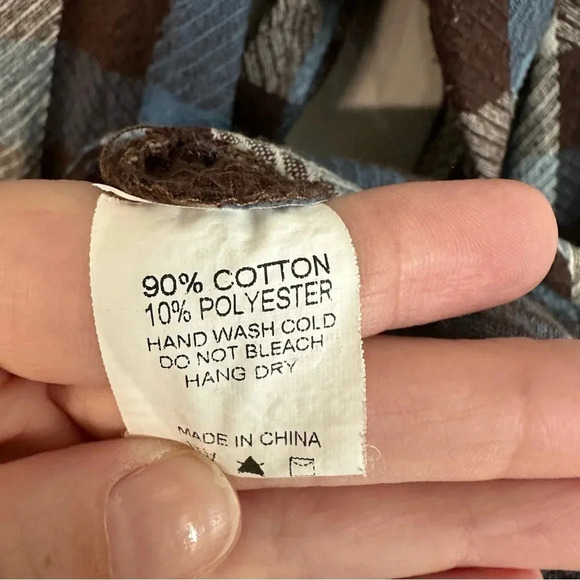 90% COTTON
10% POLYESTER
HAND WASH COLD
DO NOT BLEACH
HANG DRY
MADE IN CHINA